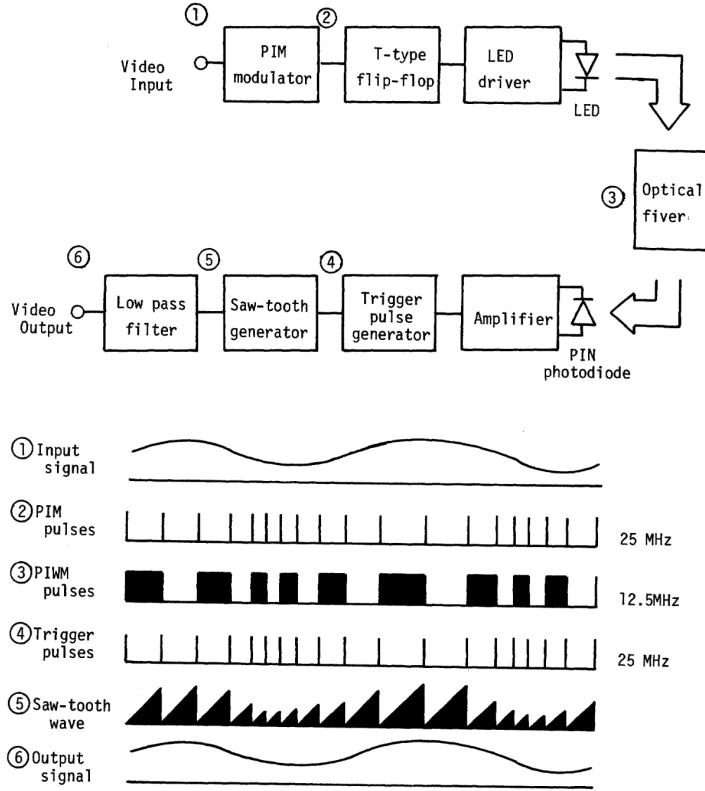 ①
②
Video
Input
PIM
modulator
T-type
flip-flop
LED
driver
LED
③
Optical
fiver
⑥
⑤
④
Video
Output
Low pass
filter
Saw-tooth
generator
Trigger
pulse
generator
Amplifier
PIN
photodiode
①Input
signal
②PIM
pulses
25 MHz
③PIWM
pulses
12.5MHz
④Trigger
pulses
25 MHz
⑤Saw-tooth
wave
⑥Output
signal